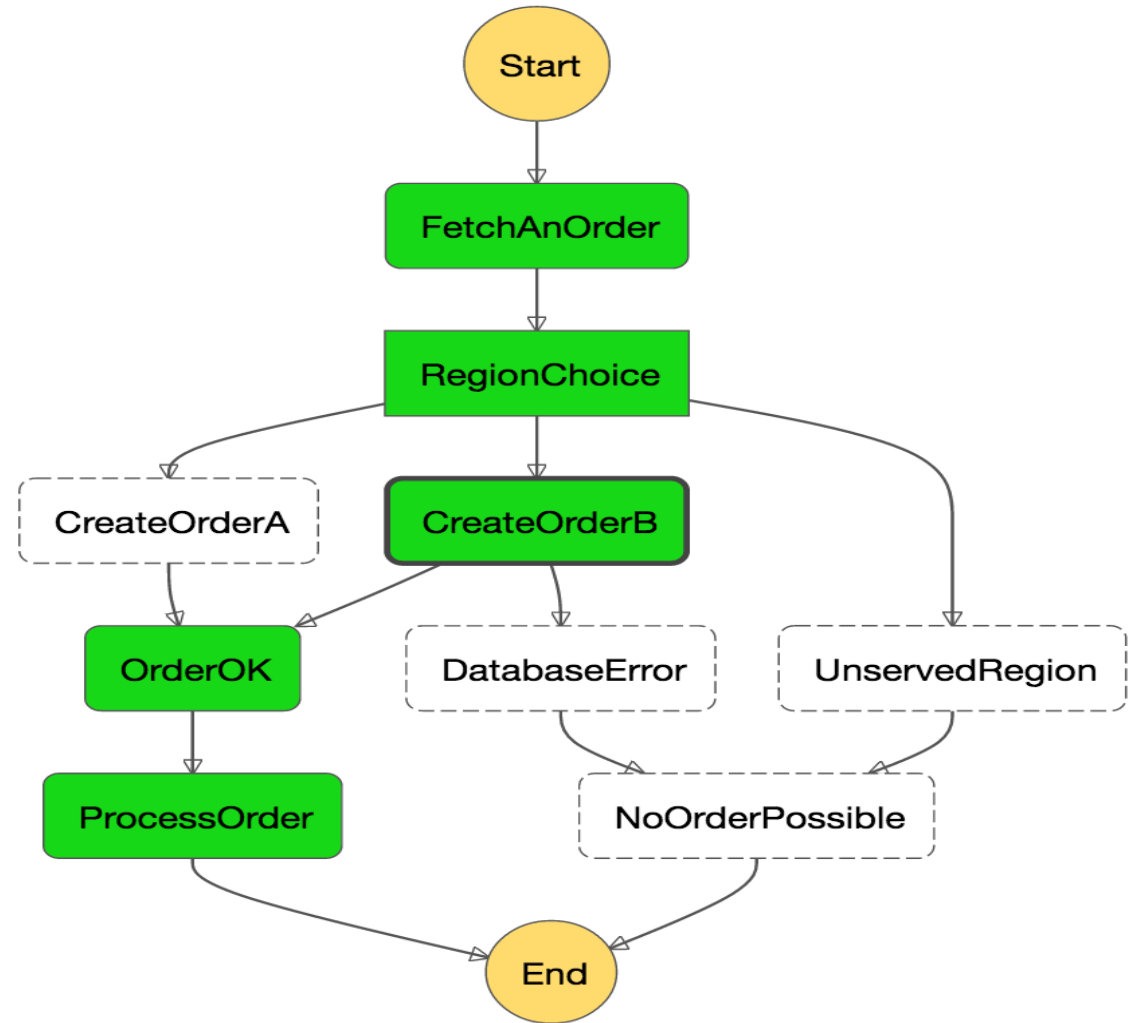 Start
FetchAnOrder
RegionChoice
CreateOrderA
CreateOrderB
OrderOK
DatabaseError
UnservedRegion
ProcessOrder
NoOrderPossible
End